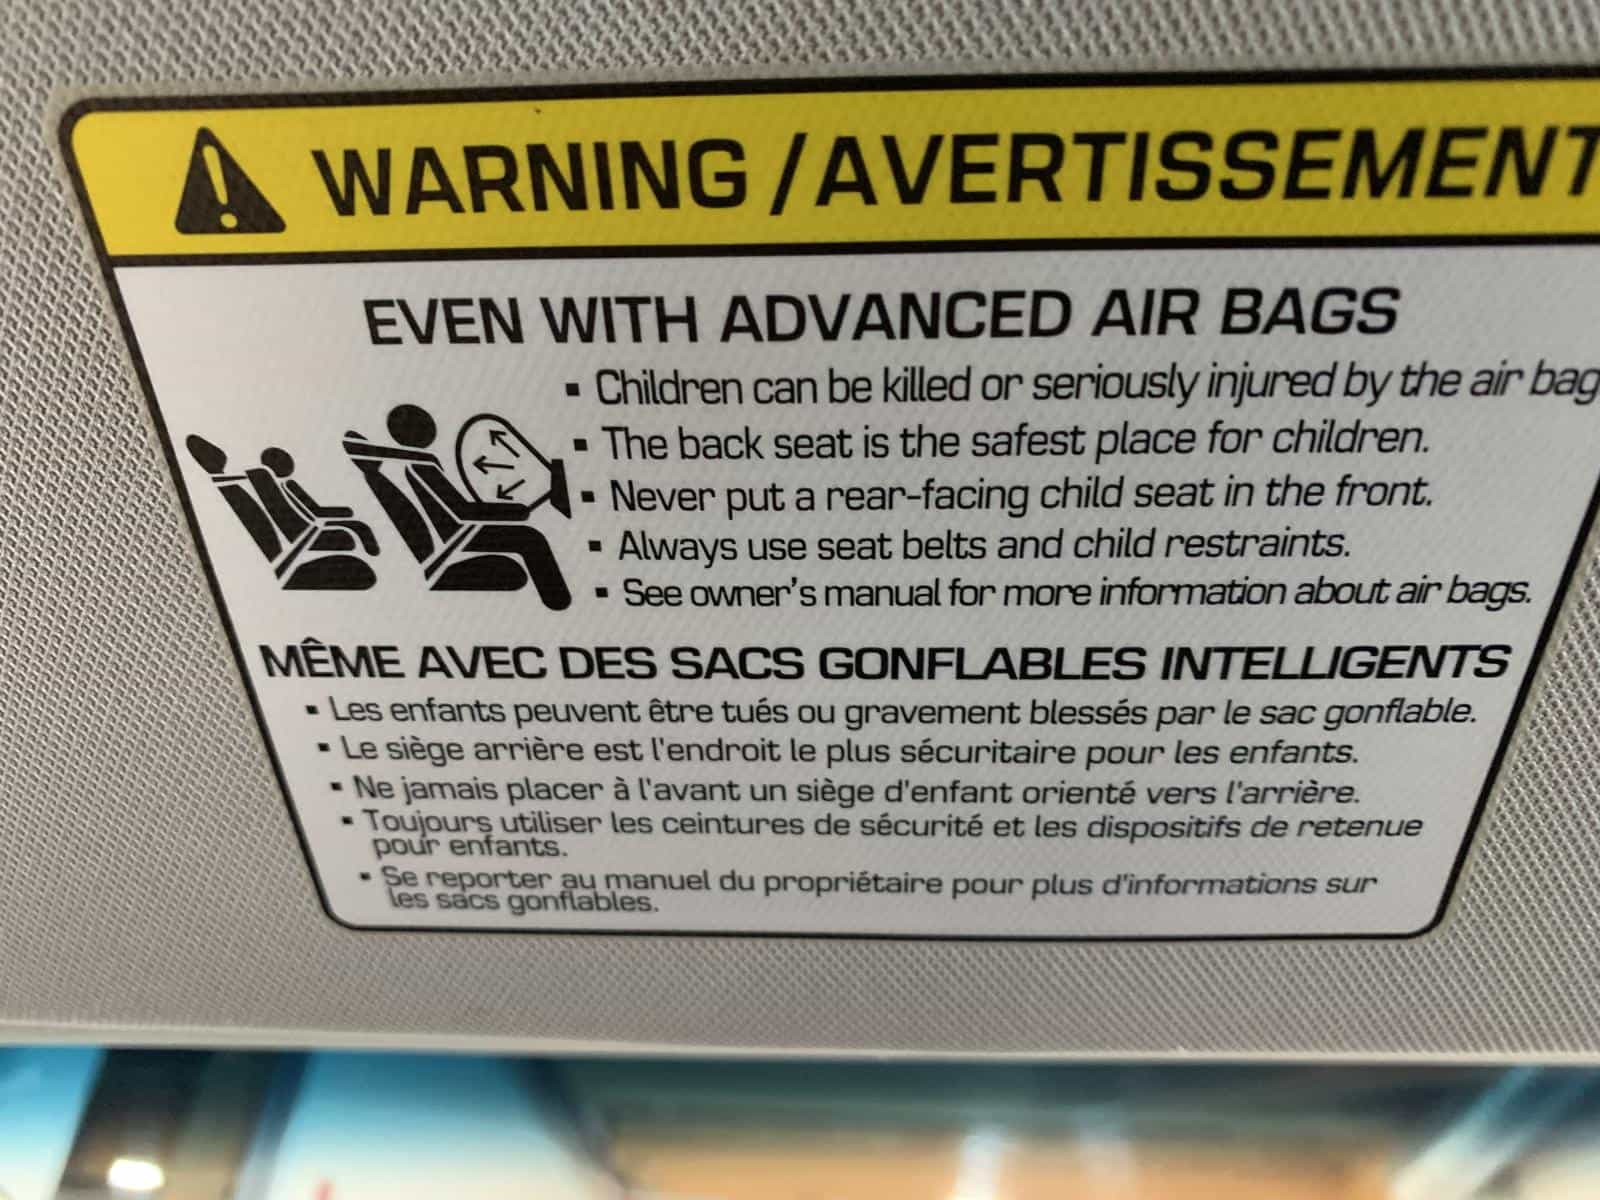 WARNING / AVERTISSEMENT
EVEN WITH ADVANCED AIR BAGS
▪ Children can be killed or seriously injured by the air bag
▪ The back seat is the safest place for children.
▪ Never put a rear-facing child seat in the front.
▪ Always use seat belts and child restraints.
▪ See owner's manual for more information about air bags.
MÊME AVEC DES SACS GONFLABLES INTELLIGENTS
▪ Les enfants peuvent être tués ou gravement blessés par le sac gonflable.
▪ Le siège arrière est l'endroit le plus sécuritaire pour les enfants.
▪ Ne jamais placer à l'avant un siège d'enfant orienté vers l'arrière.
▪ Toujours utiliser les ceintures de sécurité et les dispositifs de retenue
pour enfants.
▪ Se reporter au manuel du propriétaire pour plus d'informations sur
les sacs gonflables.